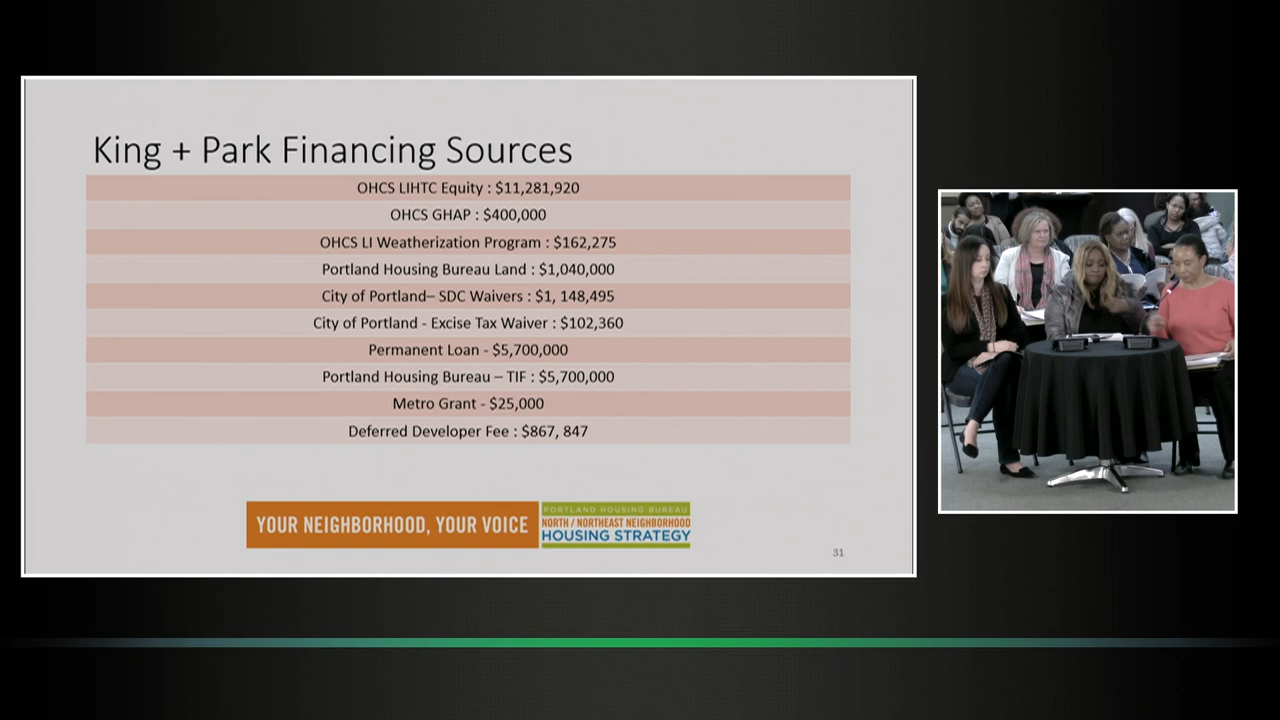 King + Park Financing Sources
OHCS LIHTC Equity : $11,281,920
OHCS GHAP : $400,000
OHCS LI Weatherization Program : $162,275
Portland Housing Bureau Land : $1,040,000
City of Portland– SDC Waivers : $1, 148,495
City of Portland - Excise Tax Waiver : $102,360
Permanent Loan - $5,700,000
Portland Housing Bureau – TIF : $5,700,000
Metro Grant - $25,000
Deferred Developer Fee : $867, 847
YOUR NEIGHBORHOOD, YOUR VOICE
PORTLAND HOUSING BUREAU
NORTH / NORTHEAST NEIGHBORHOOD
HOUSING STRATEGY
31